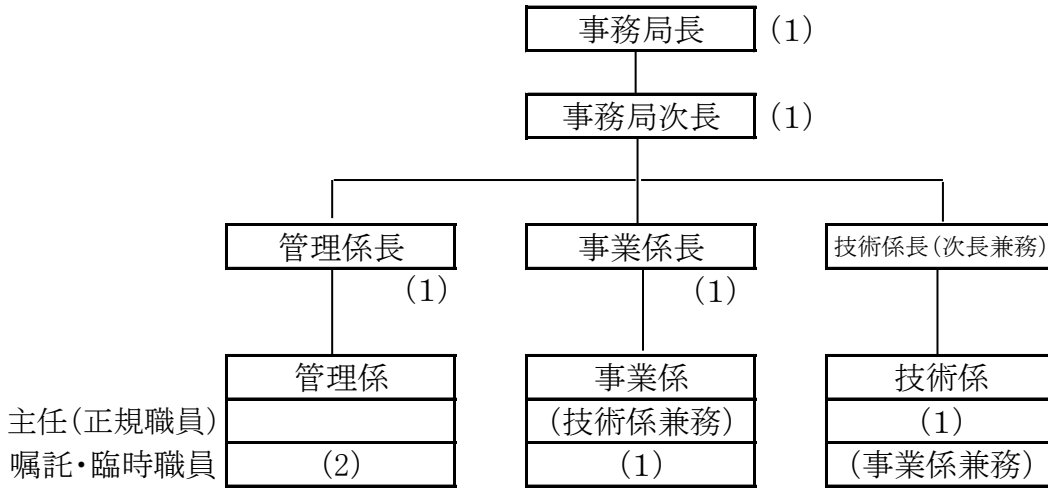 事務局長 (1)
事務局次長 (1)
管理係長 事業係長 技術係長(次長兼務)
(1) (1)
管理係 事業係 技術係
主任(正規職員) (技術係兼務) (1)
嘱託・臨時職員 (2) (1) (事業係兼務)